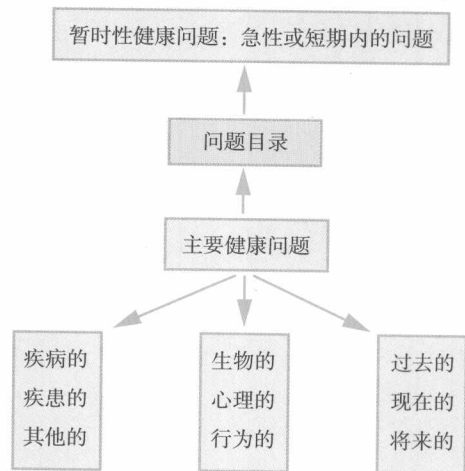 暂时性健康问题：急性或短期内的问题
问题目录
主要健康问题
疾病的
疾患的
其他的
生物的
心理的
行为的
过去的
现在的
将来的